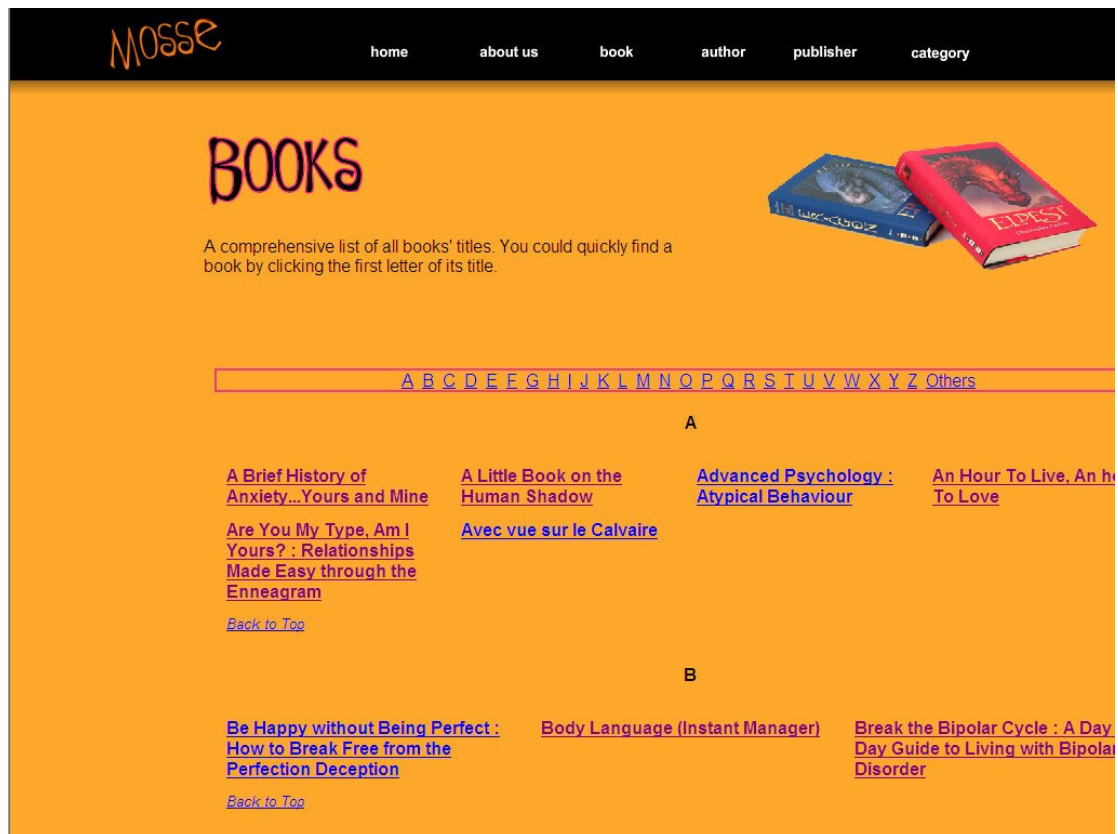 Mosse
home about us book author publisher category
BOOKS
ERAGON
ELDEST
A comprehensive list of all books' titles. You could quickly find a
book by clicking the first letter of its title.
A B C D E F G H I J K L M N O P Q R S T U V W X Y Z Others
A
A Brief History of
Anxiety...Yours and Mine
A Little Book on the
Human Shadow
Advanced Psychology :
Atypical Behaviour
An Hour To Live, An
To Love
Are You My Type, Am I
Yours? : Relationships
Made Easy through the
Enneagram
Avec vue sur le Calvaire
Back to Top
B
Be Happy without Being Perfect :
How to Break Free from the
Perfection Deception
Body Language (Instant Manager)
Break the Bipolar Cycle : A Day
Day Guide to Living with Bipolar
Disorder
Back to Top